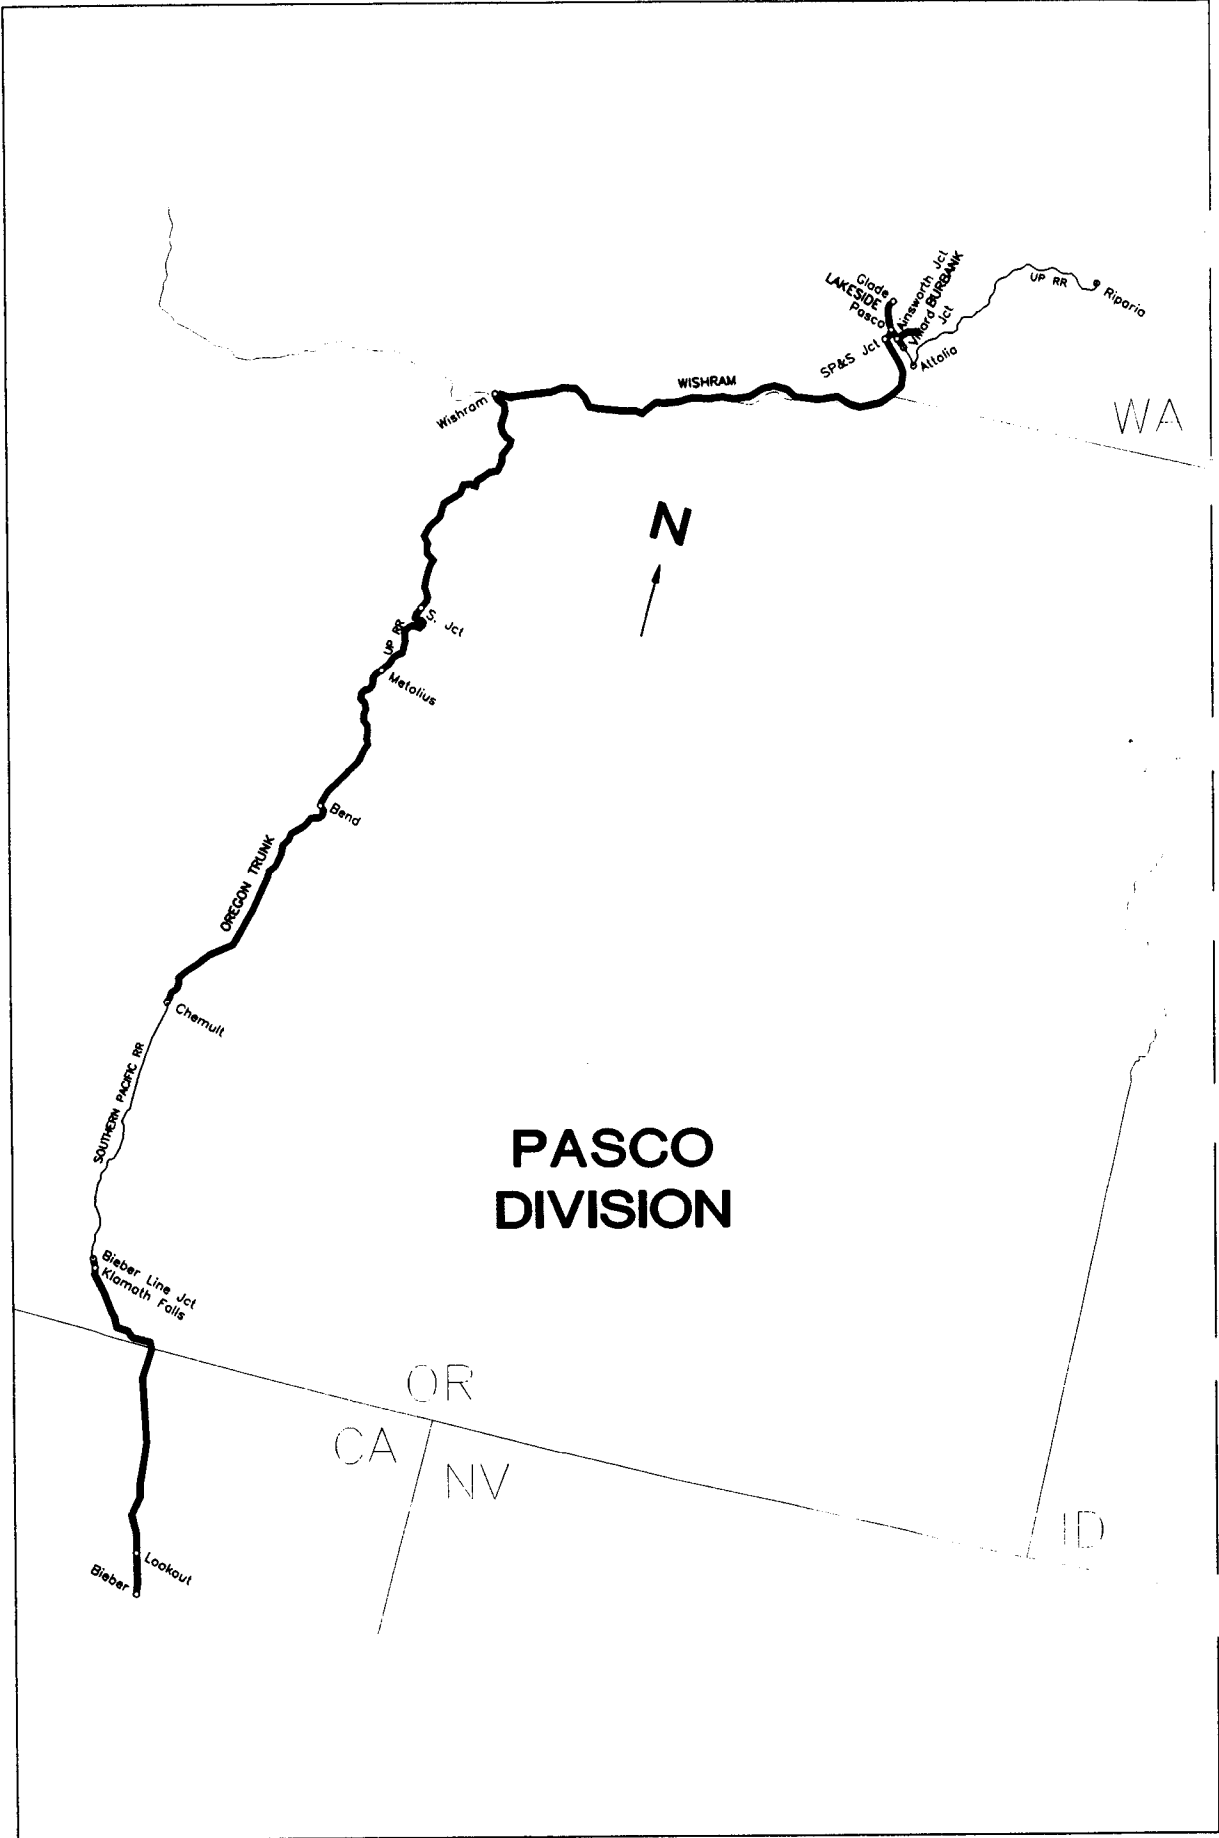 Glade
LAKESIDE
Pasco
Ainsworth Jct
BURBANK
Jct
SP&S Jct
Attalia
UP RR
Riparia
WISHRAM
Wishram
WA
N
S. Jct
UP RR
Metolius
Bend
OREGON TRUNK
Chemult
SOUTHERN PACIFIC RR
PASCO
DIVISION
Bieber Line Jct
Klamath Falls
OR
CA
NV
ID
Lookout
Bieber